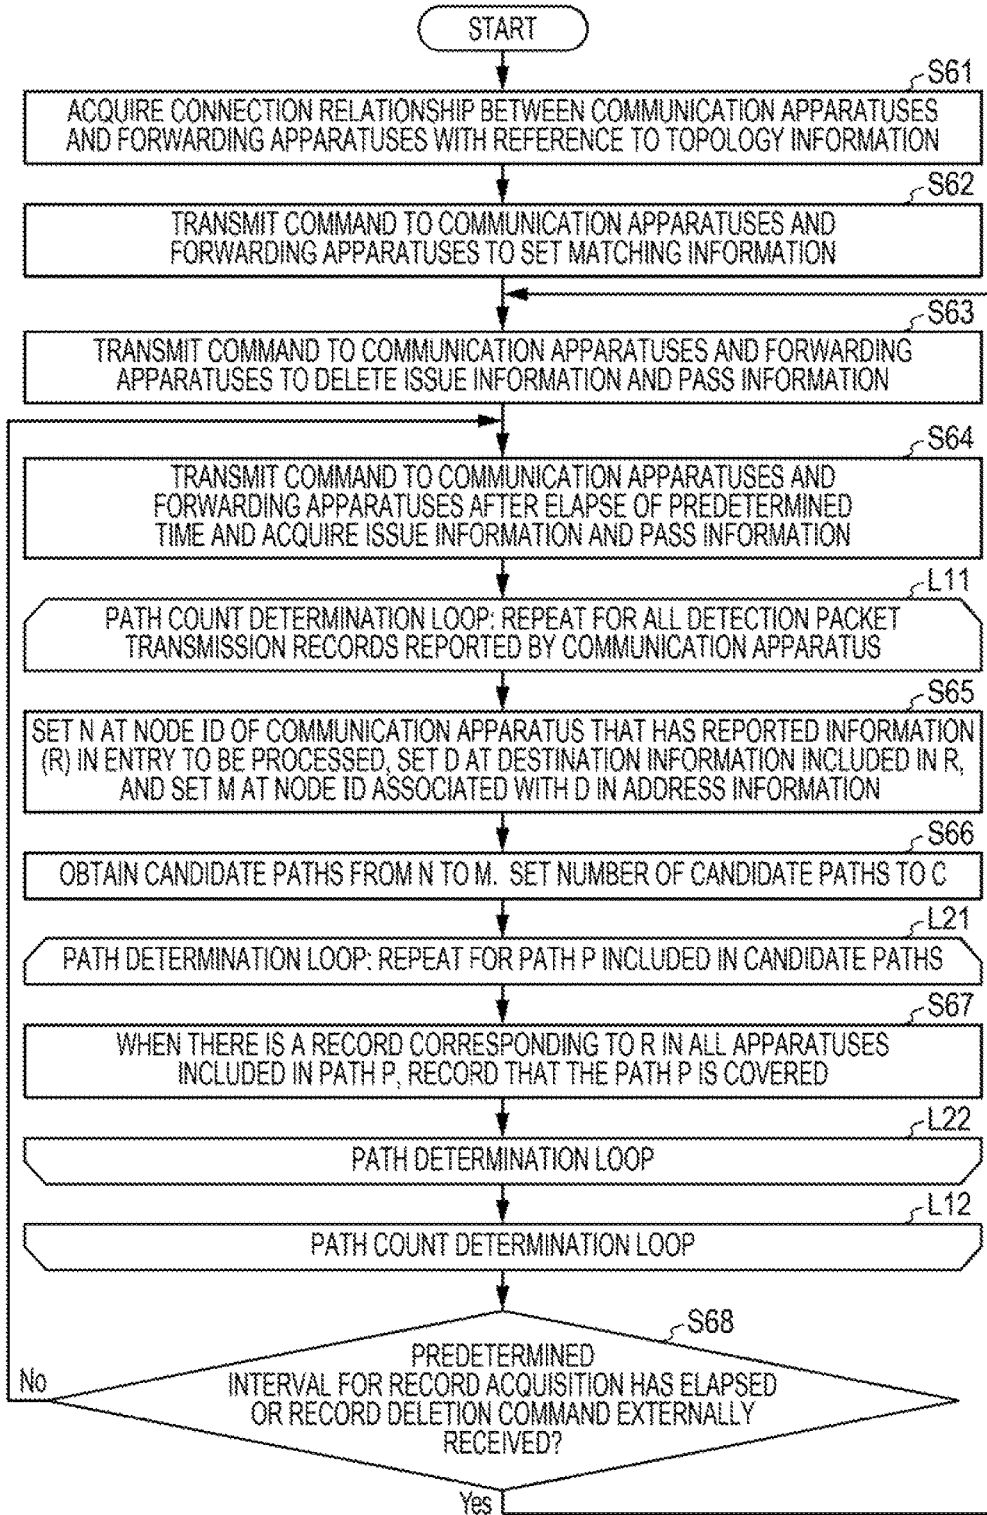 START
S61
ACQUIRE CONNECTION RELATIONSHIP BETWEEN COMMUNICATION APPARATUSES
AND FORWARDING APPARATUSES WITH REFERENCE TO TOPOLOGY INFORMATION
S62
TRANSMIT COMMAND TO COMMUNICATION APPARATUSES AND
FORWARDING APPARATUSES TO SET MATCHING INFORMATION
S63
TRANSMIT COMMAND TO COMMUNICATION APPARATUSES AND FORWARDING
APPARATUSES TO DELETE ISSUE INFORMATION AND PASS INFORMATION
S64
TRANSMIT COMMAND TO COMMUNICATION APPARATUSES AND
FORWARDING APPARATUSES AFTER ELAPSE OF PREDETERMINED
TIME AND ACQUIRE ISSUE INFORMATION AND PASS INFORMATION
L11
PATH COUNT DETERMINATION LOOP: REPEAT FOR ALL DETECTION PACKET
TRANSMISSION RECORDS REPORTED BY COMMUNICATION APPARATUS
S65
SET N AT NODE ID OF COMMUNICATION APPARATUS THAT HAS REPORTED INFORMATION
(R) IN ENTRY TO BE PROCESSED, SET D AT DESTINATION INFORMATION INCLUDED IN R,
AND SET M AT NODE ID ASSOCIATED WITH D IN ADDRESS INFORMATION
S66
OBTAIN CANDIDATE PATHS FROM N TO M. SET NUMBER OF CANDIDATE PATHS TO C
L21
PATH DETERMINATION LOOP: REPEAT FOR PATH P INCLUDED IN CANDIDATE PATHS
S67
WHEN THERE IS A RECORD CORRESPONDING TO R IN ALL APPARATUSES
INCLUDED IN PATH P, RECORD THAT THE PATH P IS COVERED
L22
PATH DETERMINATION LOOP
L12
PATH COUNT DETERMINATION LOOP
S68
PREDETERMINED
INTERVAL FOR RECORD ACQUISITION HAS ELAPSED
OR RECORD DELETION COMMAND EXTERNALLY
RECEIVED?
No
Yes